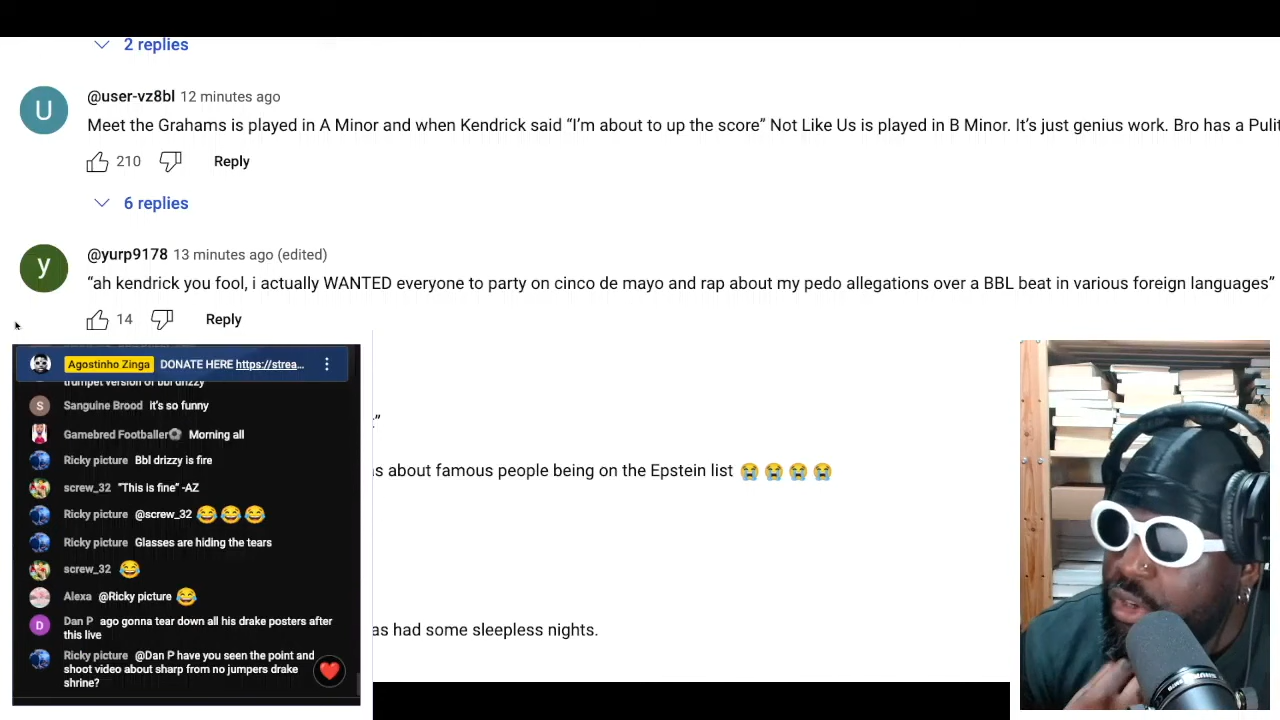 2 replies
@user-vz8bl 12 minutes ago
Meet the Grahams is played in A Minor and when Kendrick said “I’m about to up the score” Not Like Us is played in B Minor. It’s just genius work. Bro has a Pulit
210 Reply
6 replies
@yurp9178 13 minutes ago (edited)
“ah kendrick you fool, i actually WANTED everyone to party on cinco de mayo and rap about my pedo allegations over a BBL beat in various foreign languages”
14 Reply
Agostinho Zinga DONATE HERE https://strea...
trumpet version of bbl drizzy
Sanguine Brood it's so funny
Gamebred Footballer⚽ Morning all
Ricky picture Bbl drizzy is fire
screw_32 "This is fine" -AZ
Ricky picture @screw_32 😂😂😂
Ricky picture Glasses are hiding the tears
screw_32 😂
Alexa @Ricky picture 😂
Dan P ago gonna tear down all his drake posters after
this live
Ricky picture @Dan P have you seen the point and
shoot video about sharp from no jumpers drake
shrine?
”
s about famous people being on the Epstein list 😭 😭 😭 😭
as had some sleepless nights.